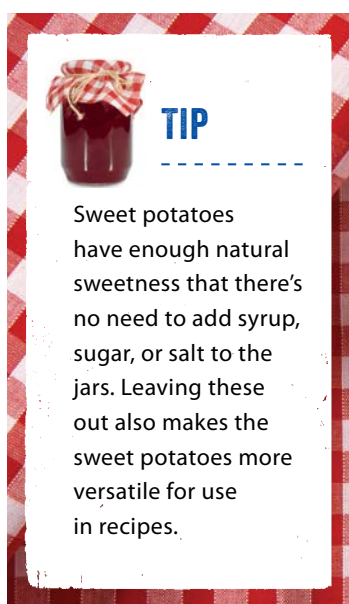 TIP
Sweet potatoes
have enough natural
sweetness that there's
no need to add syrup,
sugar, or salt to the
jars. Leaving these
out also makes the
sweet potatoes more
versatile for use
in recipes.